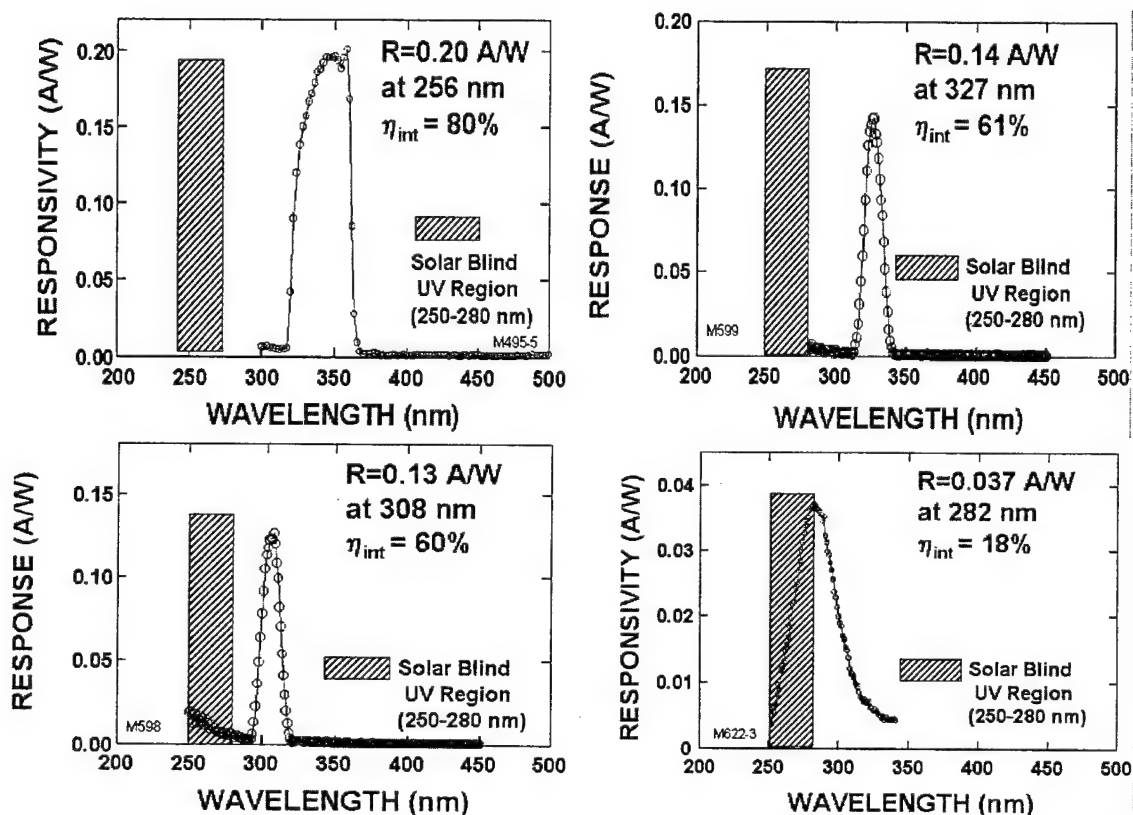 R=0.20 A/W
at 256 nm
ηint = 80%
RESPONSIVITY (A/W)
0.20
0.15
0.10
0.05
0.00
Solar Blind
UV Region
(250-280 nm)
M495-5
200 250 300 350 400 450 500
WAVELENGTH (nm)
R=0.14 A/W
at 327 nm
ηint = 61%
RESPONSE (A/W)
0.20
0.15
0.10
0.05
0.00
Solar Blind
UV Region
(250-280 nm)
M599
200 250 300 350 400 450 500
WAVELENGTH (nm)
R=0.13 A/W
at 308 nm
ηint = 60%
RESPONSE (A/W)
0.15
0.10
0.05
0.00
Solar Blind
UV Region
(250-280 nm)
M598
200 250 300 350 400 450 500
WAVELENGTH (nm)
R=0.037 A/W
at 282 nm
ηint = 18%
RESPONSIVITY (A/W)
0.04
0.03
0.02
0.01
0
Solar Blind
UV Region
(250-280 nm)
M622-3
200 250 300 350 400 450 500
WAVELENGTH (nm)